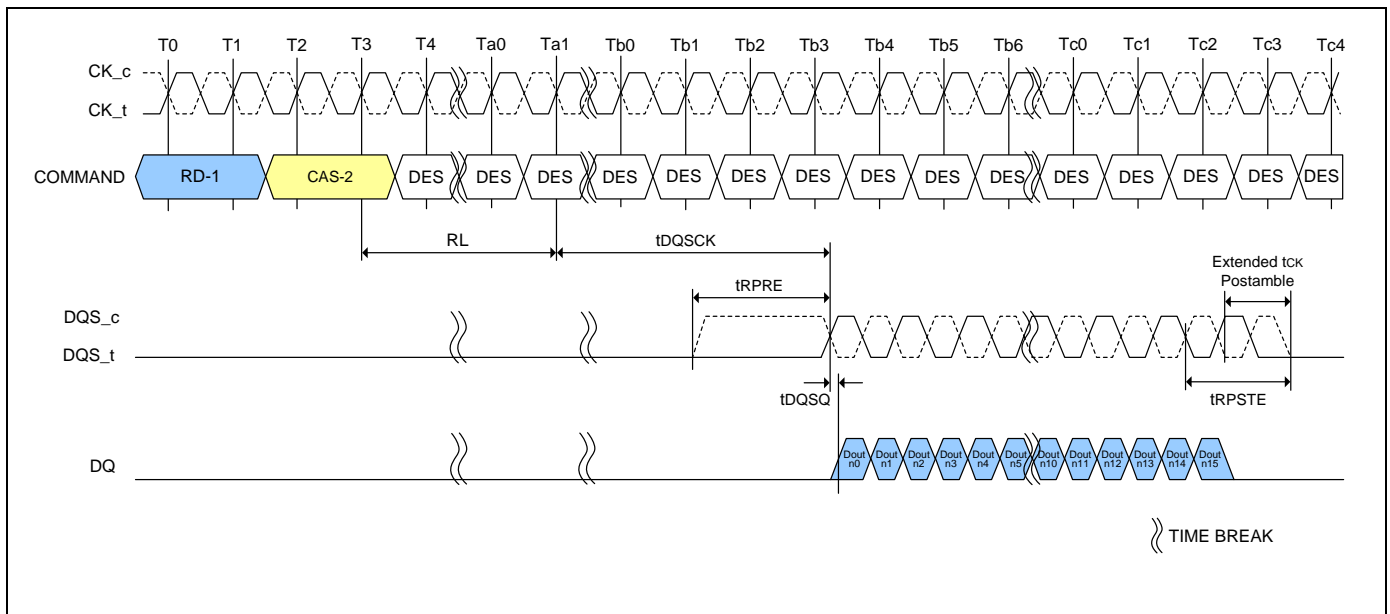 T0 T1 T2 T3 T4 Ta0 Ta1 Tb0 Tb1 Tb2 Tb3 Tb4 Tb5 Tb6 Tc0 Tc1 Tc2 Tc3 Tc4
CK_c
CK_t
COMMAND RD-1 CAS-2 DES DES DES DES DES DES DES DES DES DES DES DES DES DES DES
RL tDQSCK
Extended tCK
Postamble
tRPRE
DQS_c
DQS_t
tDQSQ tRPSTE
DQ
Dout Dout Dout Dout Dout Dout Dout Dout Dout Dout Dout Dout
n0 n1 n2 n3 n4 n5 n10 n11 n12 n13 n14 n15
TIME BREAK